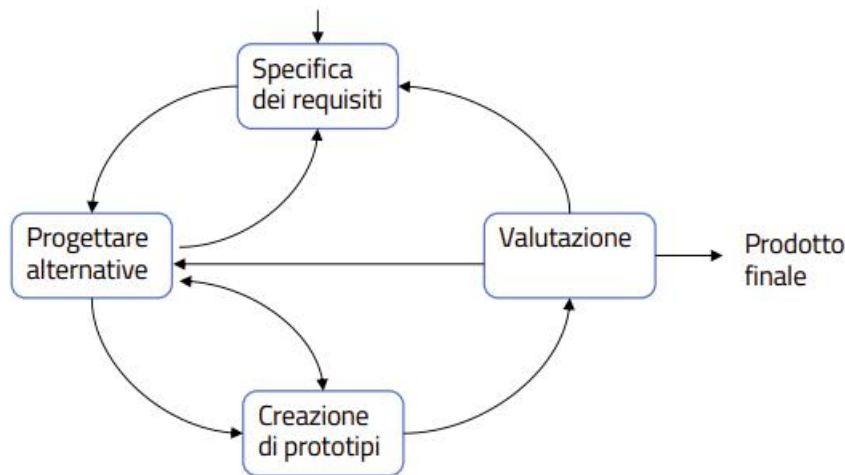 Specifica
dei requisiti
Progettare
alternative
Valutazione
Prodotto
finale
Creazione
di prototipi